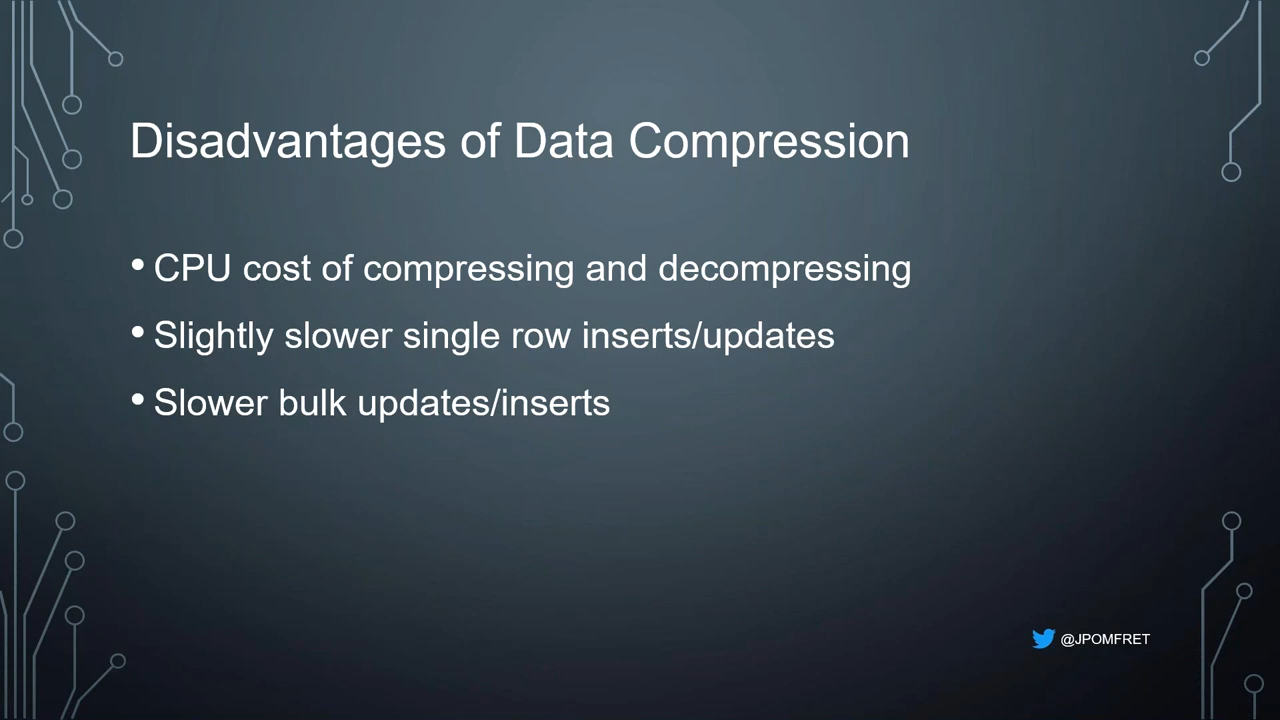 Disadvantages of Data Compression
• CPU cost of compressing and decompressing
• Slightly slower single row inserts/updates
• Slower bulk updates/inserts
@JPOMFRET